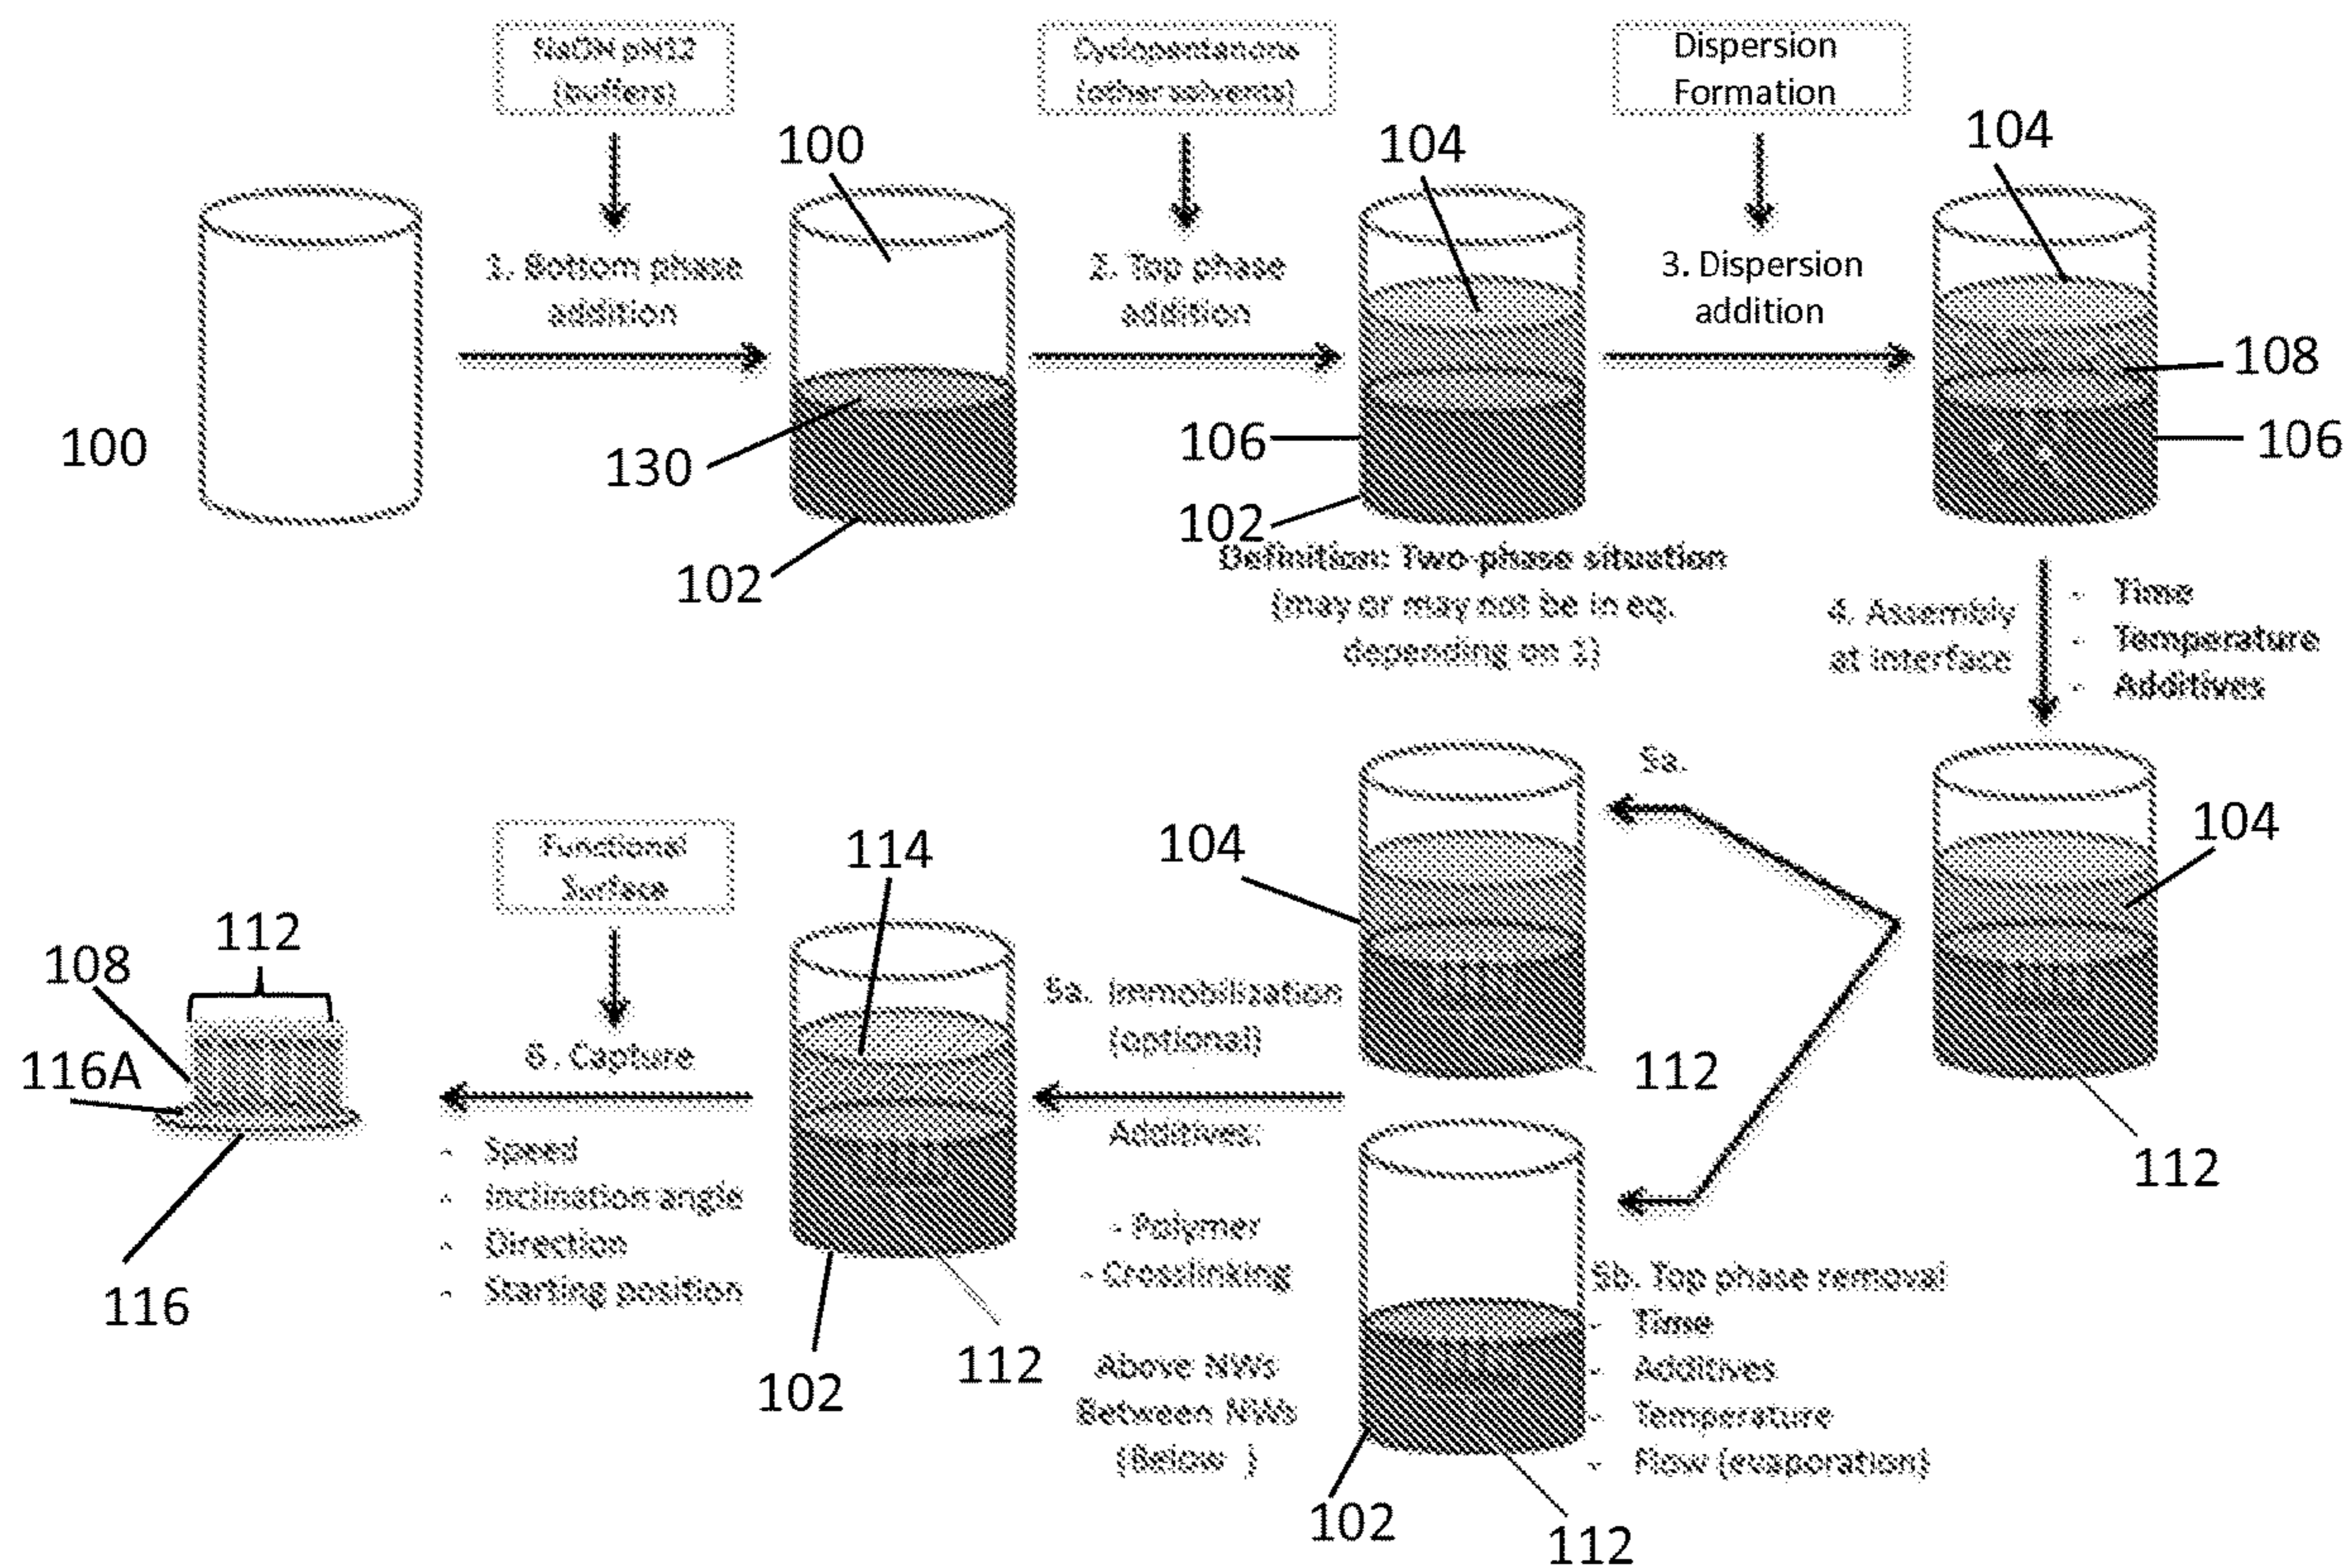 NaOH pH12
(buffers)
Cyclopentanone
(other solvents)
Dispersion
Formation
100
100
104
104
1. Bottom phase
addition
2. Top phase
addition
3. Dispersion
addition
130
102
106
102
108
106
Definition: Two-phase situation
(may or may not be in eq.
depending on 1)
4. Assembly
at interface
- Time
- Temperature
- Additives
5a.
104
112
104
112
5b. Top phase removal
- Time
- Additives
- Temperature
- Flow (evaporation)
102
112
5a. Immobilization
(optional)
Additives:
- Polymer
- Crosslinking
Above NWs
Between NWs
(Below )
114
102
112
Functional
Surface
6. Capture
- Speed
- Inclination angle
- Direction
- Starting position
112
108
116A
116